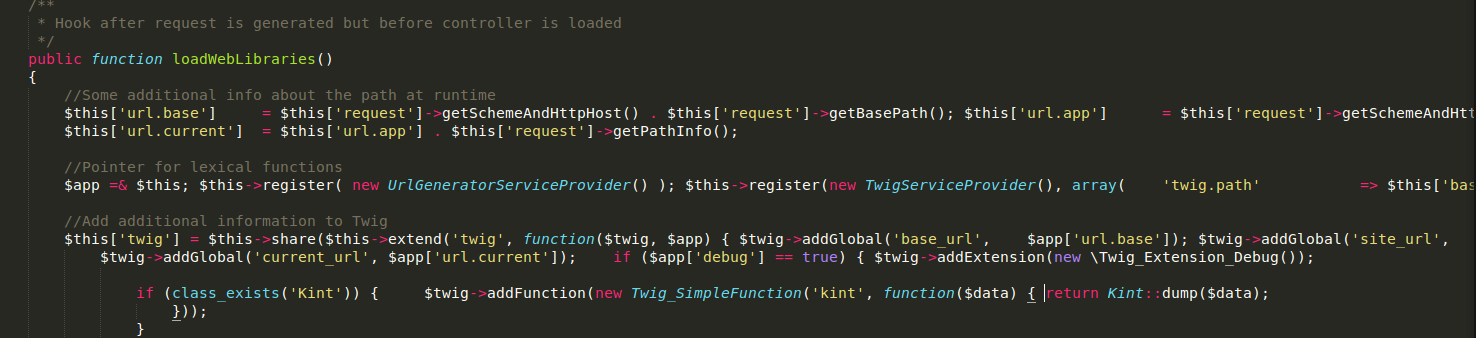 /**
 * Hook after request is generated but before controller is loaded
 */
public function loadWebLibraries()
{
    //Some additional info about the path at runtime
    $this['url.base']     = $this['request']->getSchemeAndHttpHost() . $this['request']->getBasePath(); $this['url.app']      = $this['request']->getSchemeAndHtt
    $this['url.current']  = $this['url.app'] . $this['request']->getPathInfo();
    //Pointer for lexical functions
    $app =& $this; $this->register( new UrlGeneratorServiceProvider() ); $this->register(new TwigServiceProvider(), array(    'twig.path'           => $this['bas
    //Add additional information to Twig
    $this['twig'] = $this->share($this->extend('twig', function($twig, $app) { $twig->addGlobal('base_url',    $app['url.base']); $twig->addGlobal('site_url',
        $twig->addGlobal('current_url', $app['url.current']);    if ($app['debug'] == true) { $twig->addExtension(new \Twig_Extension_Debug());
            if (class_exists('Kint')) {     $twig->addFunction(new Twig_SimpleFunction('kint', function($data) { return Kint::dump($data);
                }));
            }